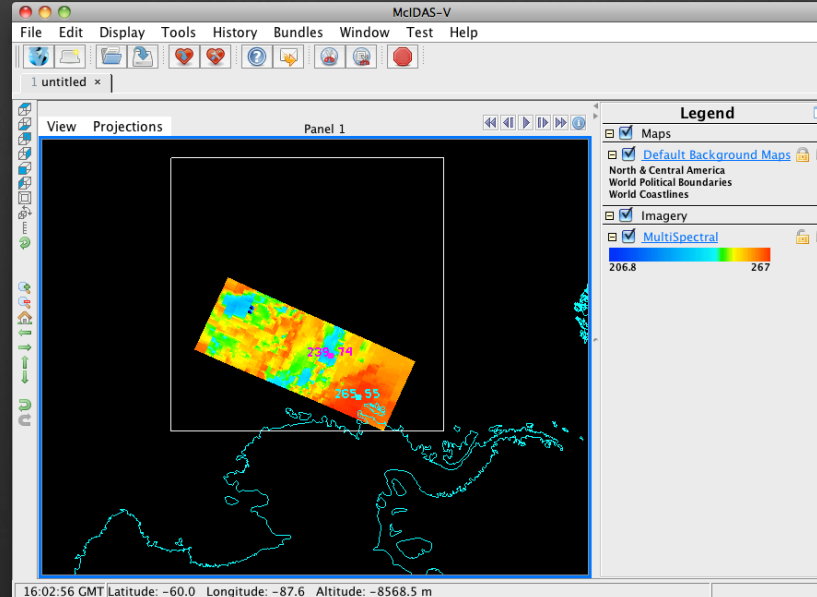 McIDAS-V
File Edit Display Tools History Bundles Window Test Help
1 untitled ×
View Projections
Panel 1
Legend
Maps
Default Background Maps
North & Central America
World Political Boundaries
World Coastlines
Imagery
MultiSpectral
206.8 267
239.74
265.55
16:02:56 GMT Latitude: -60.0 Longitude: -87.6 Altitude: -8568.5 m